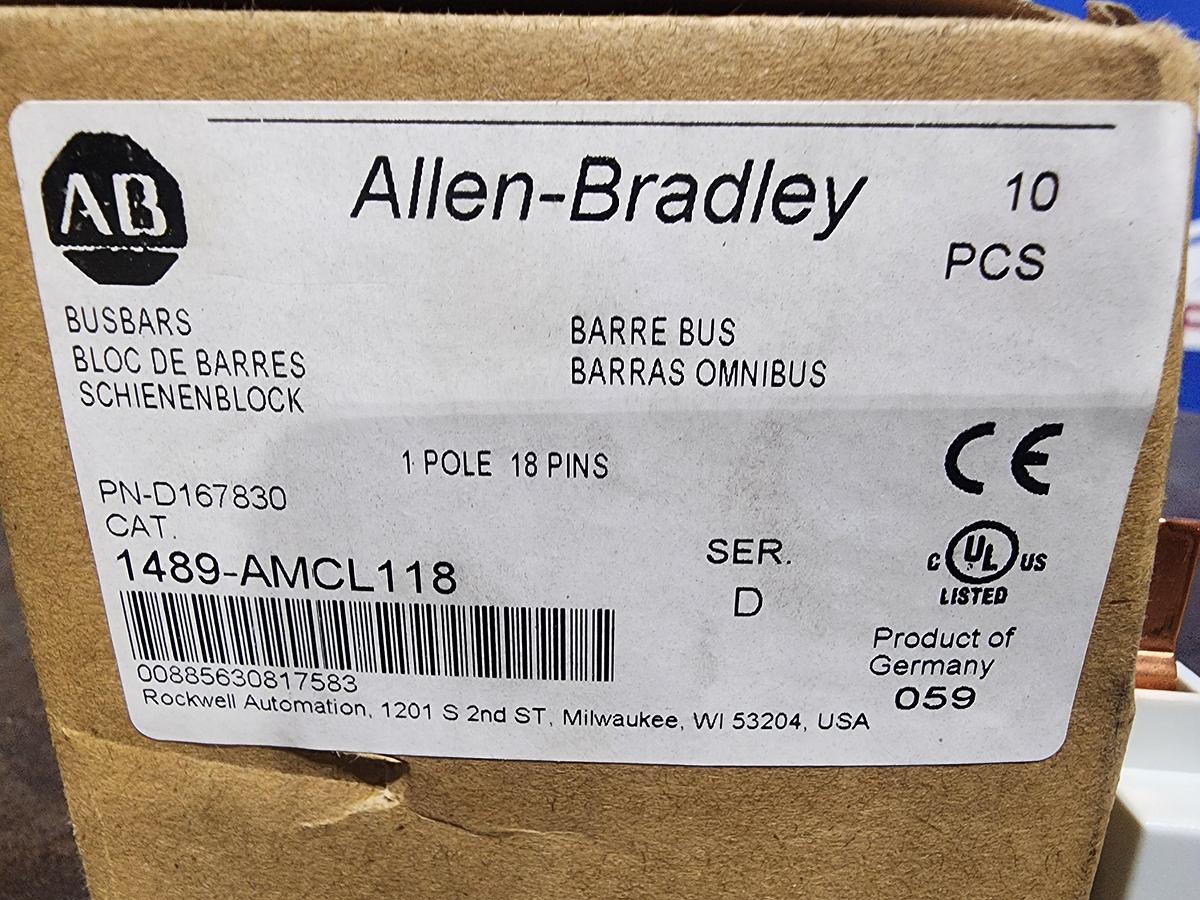 AB
Allen-Bradley
10
PCS
BUSBARS
BLOC DE BARRES
SCHIENENBLOCK
BARRE BUS
BARRAS OMNIBUS
1 POLE 18 PINS
PN-D167830
CAT.
1489-AMCL118
00885630817583
SER.
D
CE
C UL US
LISTED
Product of
Germany
059
Rockwell Automation, 1201 S 2nd ST, Milwaukee, WI 53204, USA